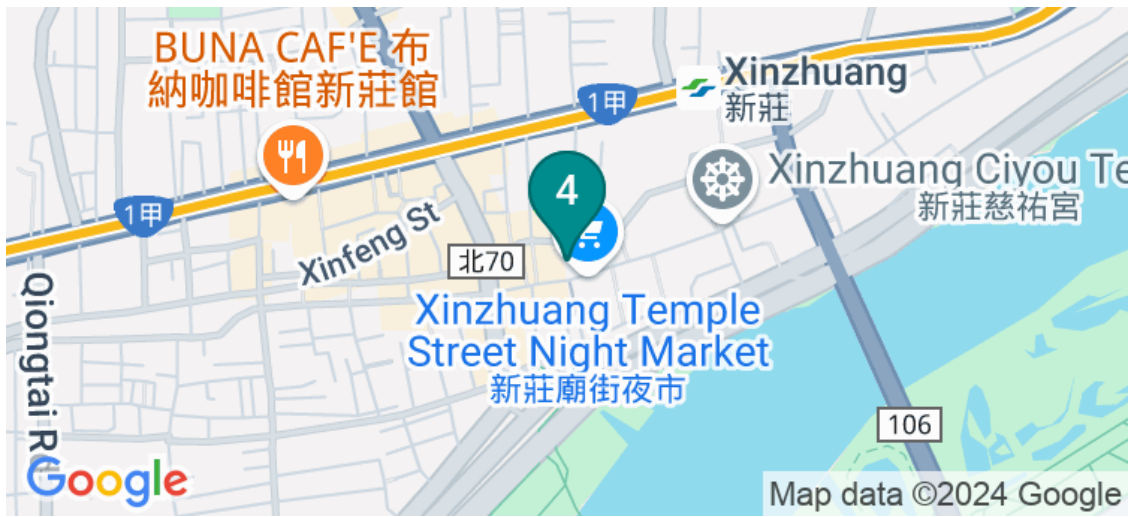 BUNA CAF'E 布
納咖啡館新莊館
1甲
Xinzhuang
新莊
4
Xinzhuang Ciyou Te
新莊慈祐宮
1甲
Xinfeng St
北70
Xinzhuang Temple
Street Night Market
新莊廟街夜市
Qiongtai R
106
Google
Map data ©2024 Google